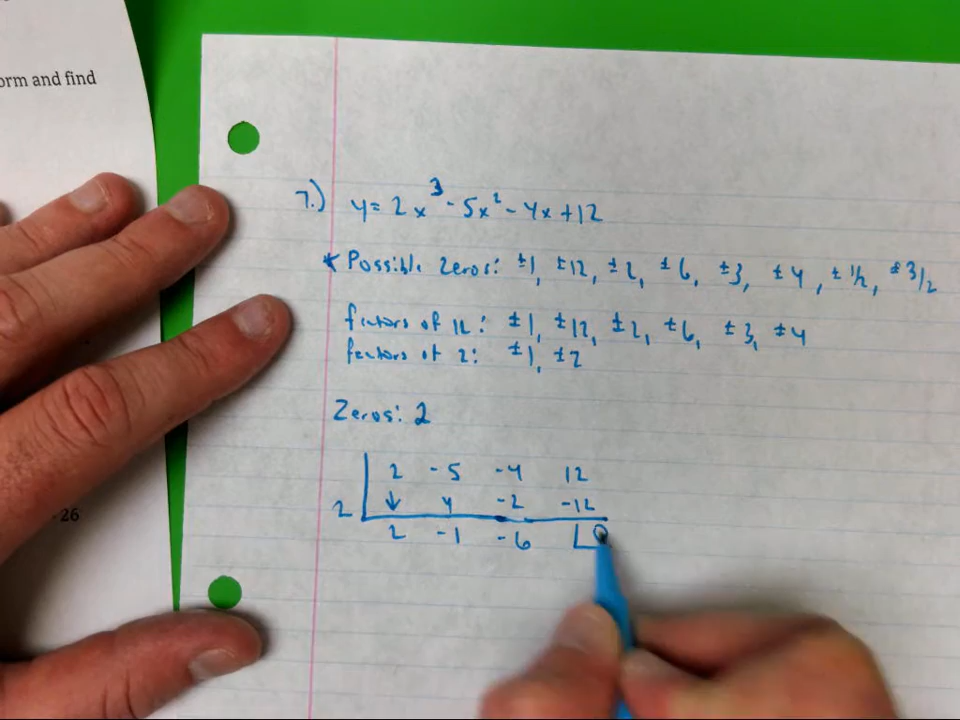 orm and find
7.) y = 2x³ - 5x² - 4x + 12
* Possible Zeros: ±1, ±12, ±2, ±6, ±3, ±4, ±1/2, ±3/2
factors of 12: ±1, ±12, ±2, ±6, ±3, ±4
factors of 2: ±1, ±2
Zeros: 2
2 -5 -4 12
2 ↓ 4 -2 -12
2 -1 -6 0
26